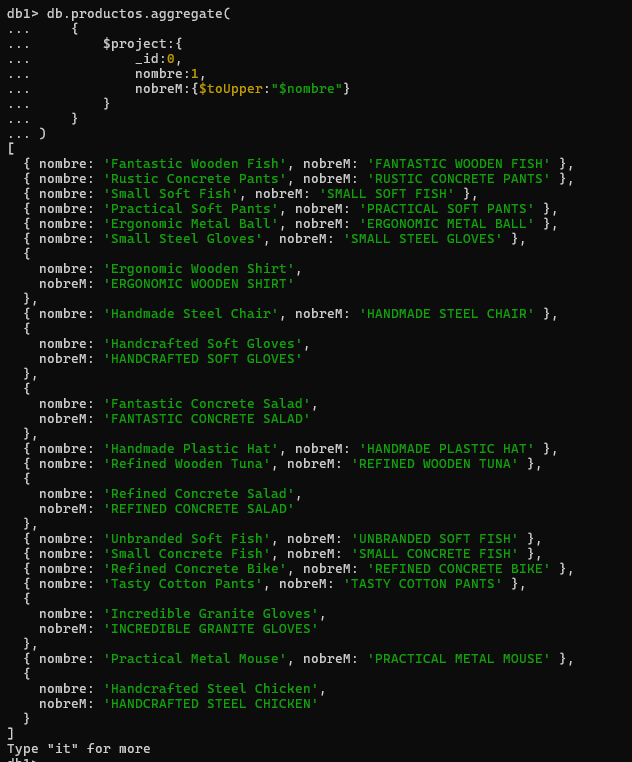 db1> db.productos.aggregate(
...     {
...         $project:{
...             _id:0,
...             nombre:1,
...             nobreM:{$toUpper:"$nombre"}
...         }
...     }
... )
[
  { nombre: 'Fantastic Wooden Fish', nobreM: 'FANTASTIC WOODEN FISH' },
  { nombre: 'Rustic Concrete Pants', nobreM: 'RUSTIC CONCRETE PANTS' },
  { nombre: 'Small Soft Fish', nobreM: 'SMALL SOFT FISH' },
  { nombre: 'Practical Soft Pants', nobreM: 'PRACTICAL SOFT PANTS' },
  { nombre: 'Ergonomic Metal Ball', nobreM: 'ERGONOMIC METAL BALL' },
  { nombre: 'Small Steel Gloves', nobreM: 'SMALL STEEL GLOVES' },
  {
    nombre: 'Ergonomic Wooden Shirt',
    nobreM: 'ERGONOMIC WOODEN SHIRT'
  },
  { nombre: 'Handmade Steel Chair', nobreM: 'HANDMADE STEEL CHAIR' },
  {
    nombre: 'Handcrafted Soft Gloves',
    nobreM: 'HANDCRAFTED SOFT GLOVES'
  },
  {
    nombre: 'Fantastic Concrete Salad',
    nobreM: 'FANTASTIC CONCRETE SALAD'
  },
  { nombre: 'Handmade Plastic Hat', nobreM: 'HANDMADE PLASTIC HAT' },
  { nombre: 'Refined Wooden Tuna', nobreM: 'REFINED WOODEN TUNA' },
  {
    nombre: 'Refined Concrete Salad',
    nobreM: 'REFINED CONCRETE SALAD'
  },
  { nombre: 'Unbranded Soft Fish', nobreM: 'UNBRANDED SOFT FISH' },
  { nombre: 'Small Concrete Fish', nobreM: 'SMALL CONCRETE FISH' },
  { nombre: 'Refined Concrete Bike', nobreM: 'REFINED CONCRETE BIKE' },
  { nombre: 'Tasty Cotton Pants', nobreM: 'TASTY COTTON PANTS' },
  {
    nombre: 'Incredible Granite Gloves',
    nobreM: 'INCREDIBLE GRANITE GLOVES'
  },
  { nombre: 'Practical Metal Mouse', nobreM: 'PRACTICAL METAL MOUSE' },
  {
    nombre: 'Handcrafted Steel Chicken',
    nobreM: 'HANDCRAFTED STEEL CHICKEN'
  }
]
Type "it" for more
db1>